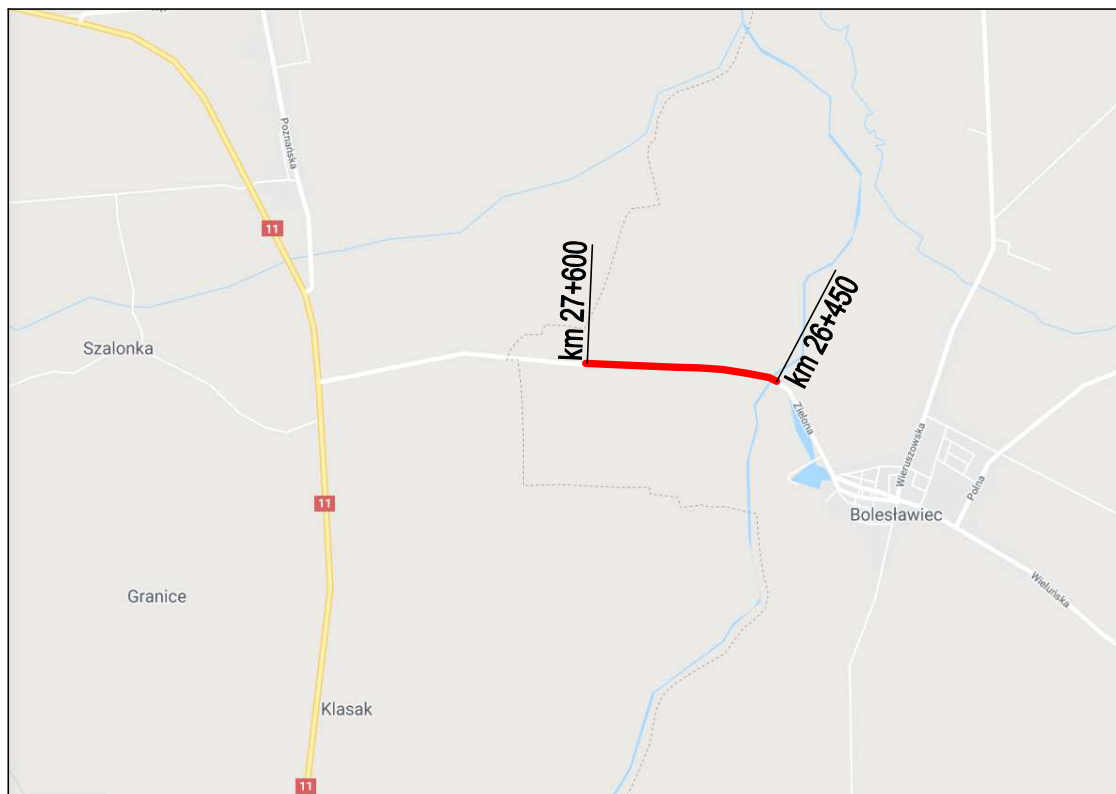 Poznańska
11
km 27+600
km 26+450
Szalonka
Zielona
Wieruszowska
Polna
11
Bolesławiec
Wieluńska
Granice
Klasak
11